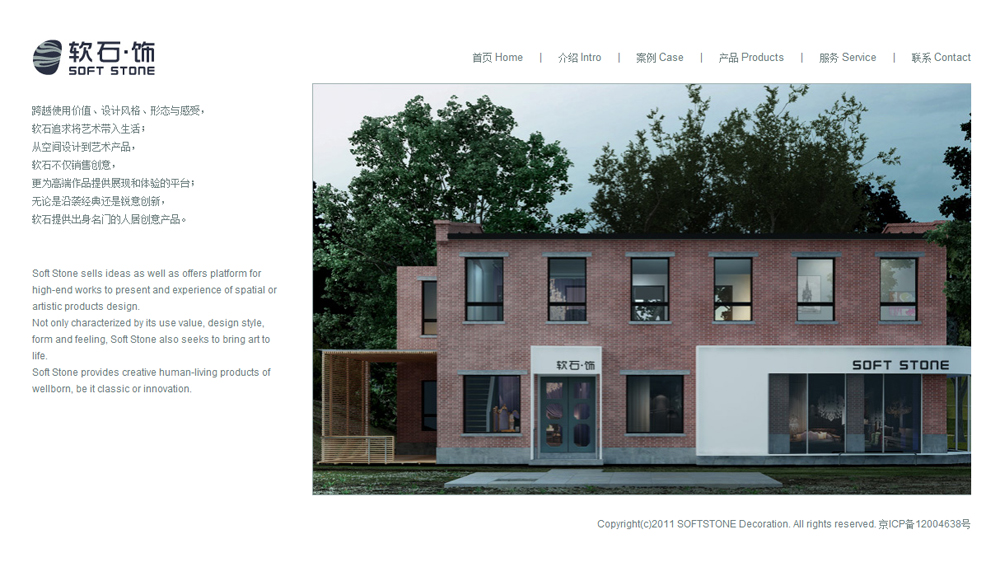 软石·饰
SOFT STONE
首页 Home | 介绍 Intro | 案例 Case | 产品 Products | 服务 Service | 联系 Contact
跨越使用价值、设计风格、形态与感受，
软石追求将艺术带入生活；
从空间设计到艺术产品，
软石不仅销售创意，
更为高端作品提供展现和体验的平台；
无论是沿袭经典还是锐意创新，
软石提供出身名门的人居创意产品。
Soft Stone sells ideas as well as offers platform for
high-end works to present and experience of spatial or
artistic products design.
Not only characterized by its use value, design style,
form and feeling, Soft Stone also seeks to bring art to
life.
Soft Stone provides creative human-living products of
wellborn, be it classic or innovation.
软石·饰
SOFT STONE
Copyright(c)2011 SOFTSTONE Decoration. All rights reserved. 京ICP备12004638号